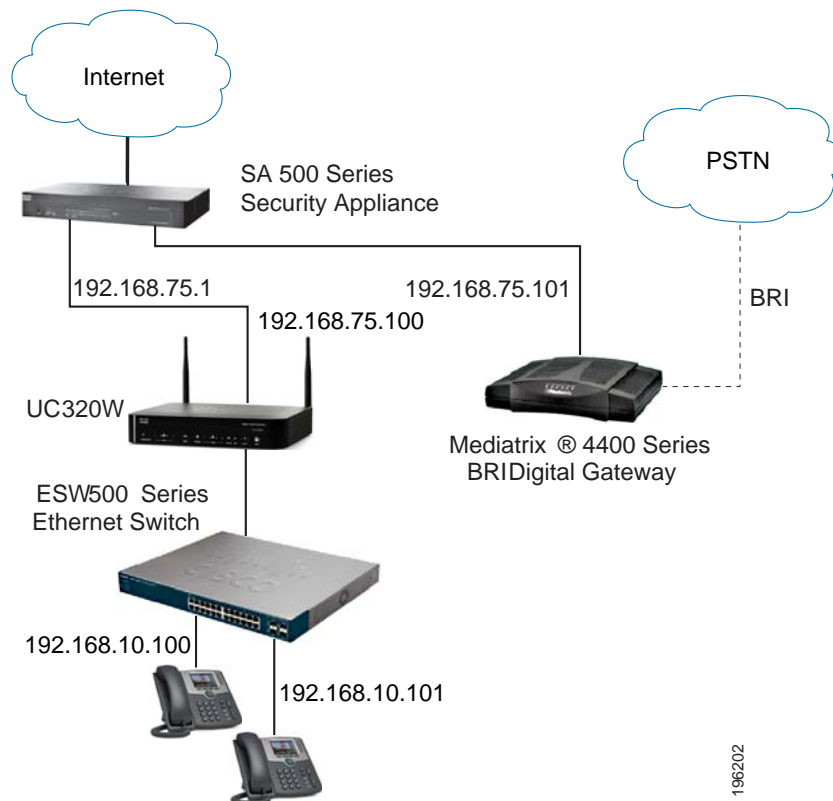 Internet
PSTN
SA 500 Series
Security Appliance
192.168.75.1
192.168.75.101
192.168.75.100
BRI
UC320W
Mediatrix ® 4400 Series
BRIDigital Gateway
ESW500 Series
Ethernet Switch
CISCO
192.168.10.100
192.168.10.101
196202